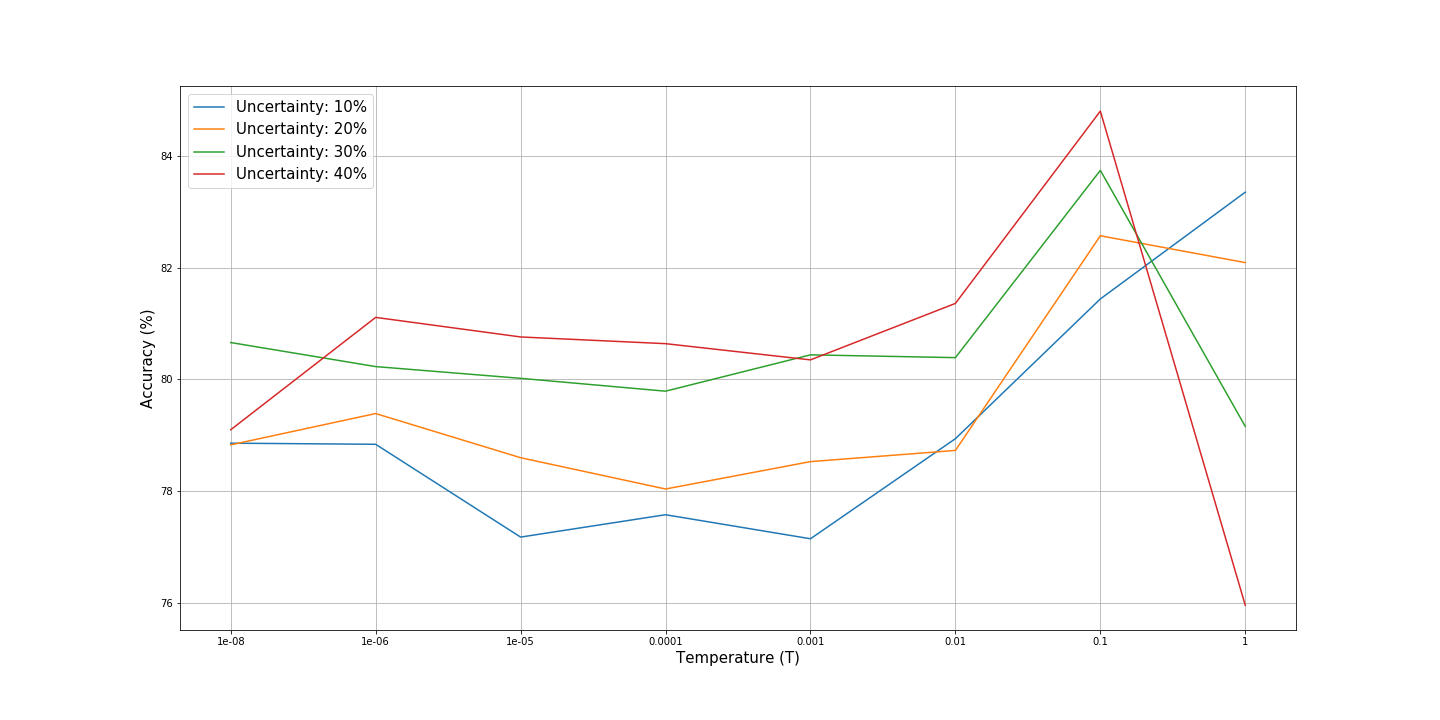 Uncertainty: 10%
Uncertainty: 20%
Uncertainty: 30%
Uncertainty: 40%
84
82
80
78
76
Accuracy (%)
1e-08 1e-06 1e-05 0.0001 0.001 0.01 0.1 1
Temperature (T)